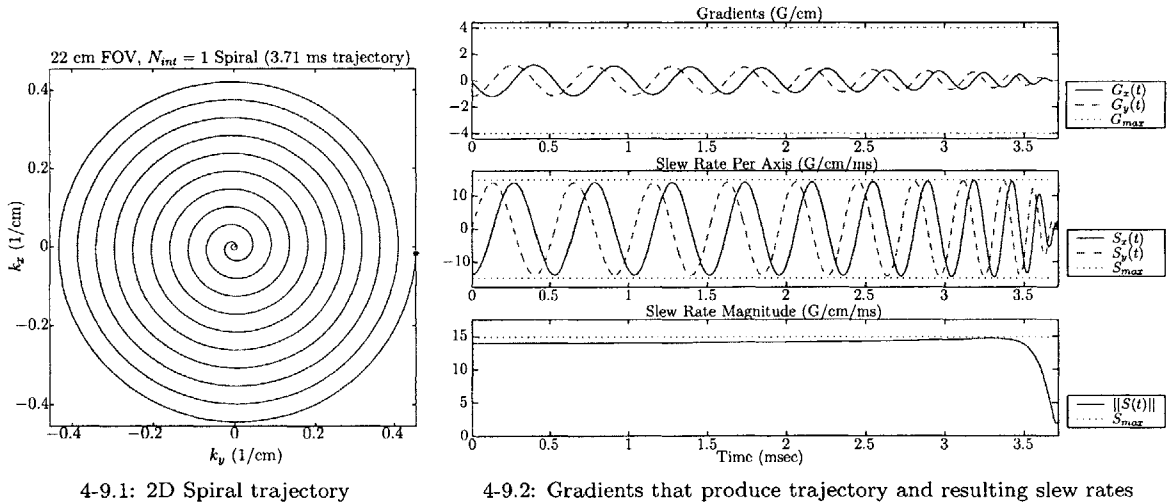 22 cm FOV, N_int = 1 Spiral (3.71 ms trajectory)
0.4
0.2
0
−0.2
−0.4
k_x (1/cm)
−0.4
−0.2
0
0.2
0.4
k_y (1/cm)
4-9.1: 2D Spiral trajectory
Gradients (G/cm)
4
2
0
−2
−4
0
0.5
1
1.5
2
2.5
3
3.5
G_x(t)
G_y(t)
G_max
Slew Rate Per Axis (G/cm/ms)
10
0
−10
0
0.5
1
1.5
2
2.5
3
3.5
S_x(t)
S_y(t)
S_max
Slew Rate Magnitude (G/cm/ms)
15
10
5
0
0
0.5
1
1.5
2
2.5
3
3.5
Time (msec)
||S(t)||
S_max
4-9.2: Gradients that produce trajectory and resulting slew rates